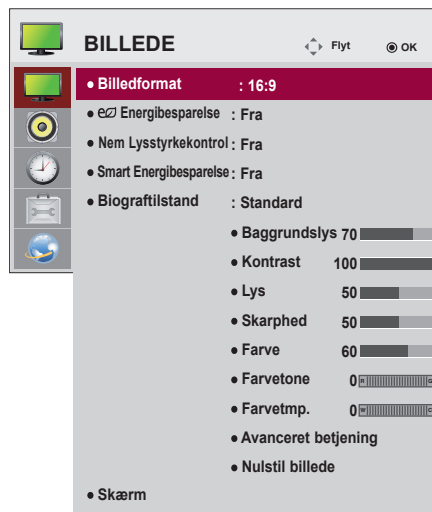 BILLEDE Flyt OK
• Billedformat : 16:9
• e Energibesparelse : Fra
• Nem Lysstyrkekontrol : Fra
• Smart Energibesparelse : Fra
• Biograftilstand : Standard
• Baggrundslys 70
• Kontrast 100
• Lys 50
• Skarphed 50
• Farve 60
• Farvetone 0 R G
• Farvetmp. 0 W C
• Avanceret betjening
• Nulstil billede
• Skærm